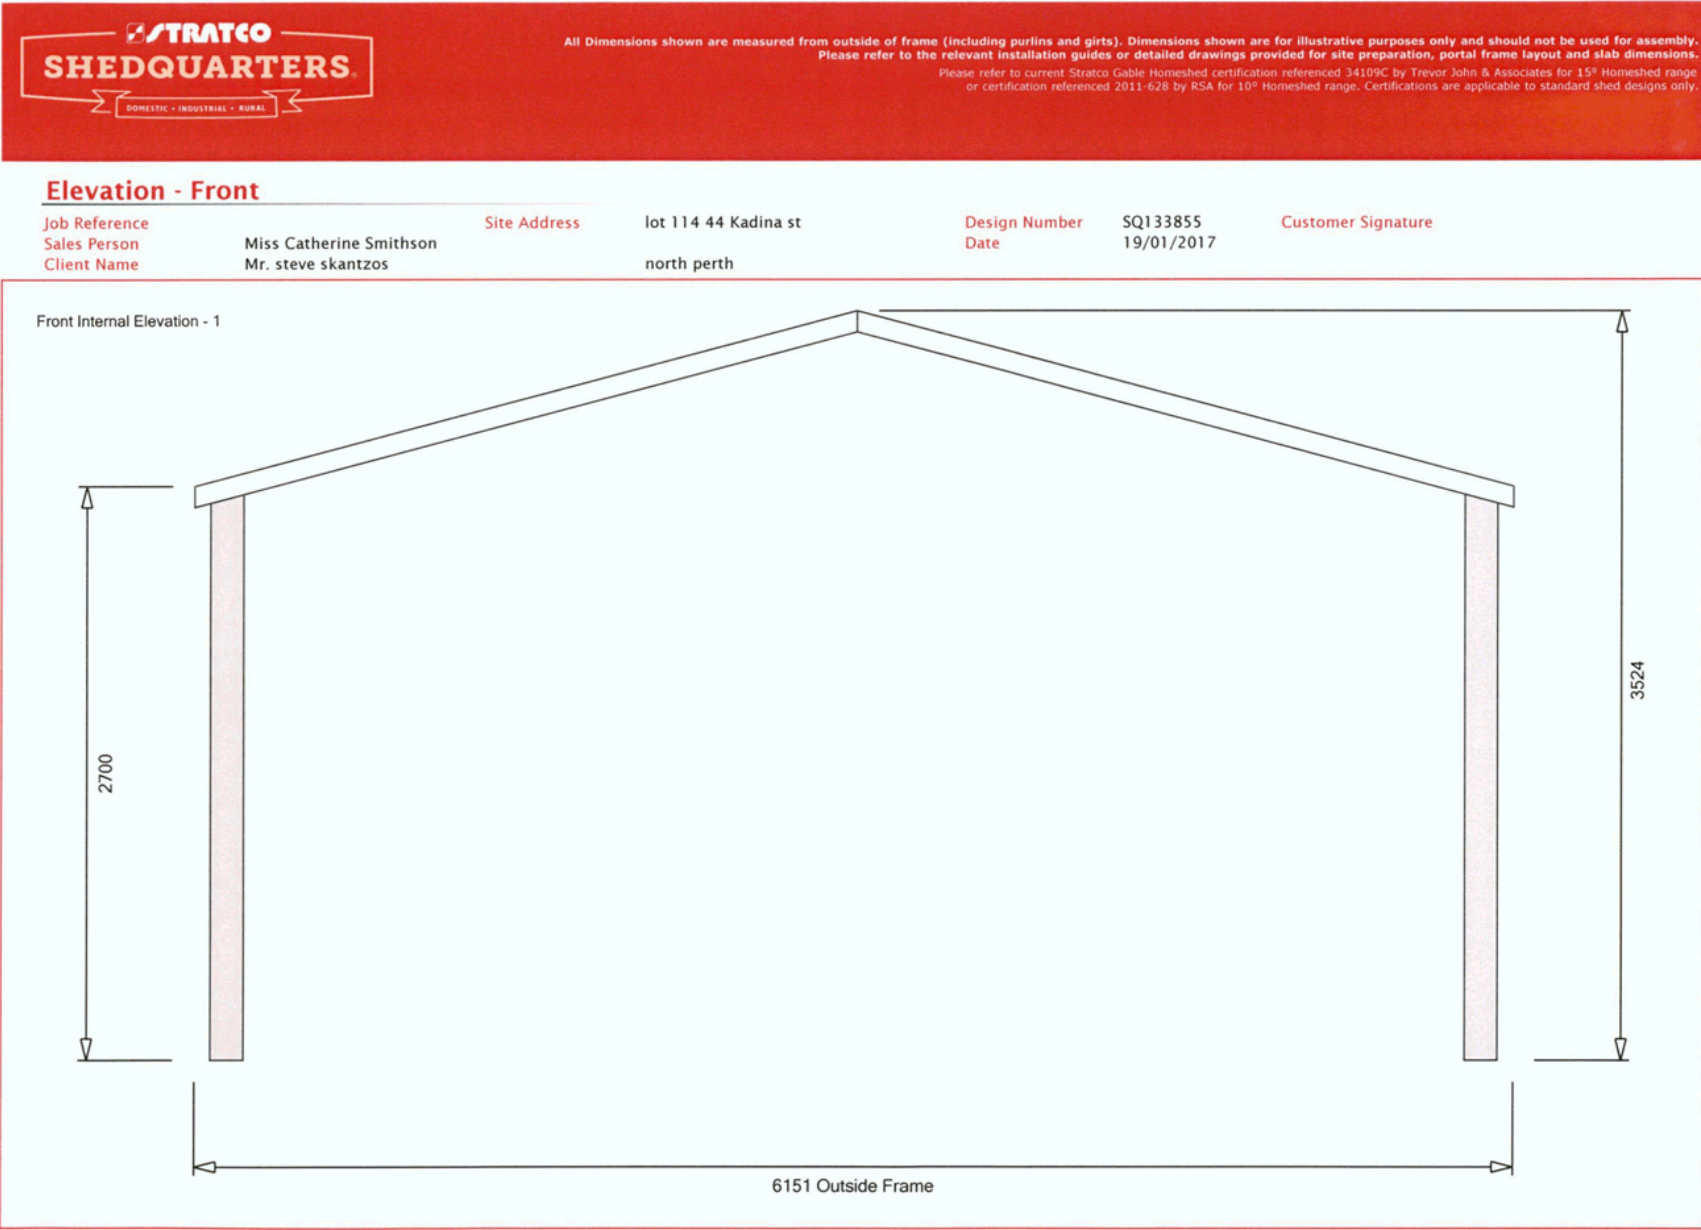 STRATCO
SHEDQUARTERS®
DOMESTIC • INDUSTRIAL • RURAL
All Dimensions shown are measured from outside of frame (including purlins and girts). Dimensions shown are for illustrative purposes only and should not be used for assembly.
Please refer to the relevant installation guides or detailed drawings provided for site preparation, portal frame layout and slab dimensions.
Please refer to current Stratco Gable Homeshed certification referenced 34109C by Trevor John & Associates for 15º Homeshed range
or certification referenced 2011-628 by RSA for 10º Homeshed range. Certifications are applicable to standard shed designs only.
Elevation - Front
Job Reference
Sales Person Miss Catherine Smithson
Client Name Mr. steve skantzos
Site Address lot 114 44 Kadina st
north perth
Design Number SQ133855
Date 19/01/2017
Customer Signature
Front Internal Elevation - 1
2700
3524
6151 Outside Frame